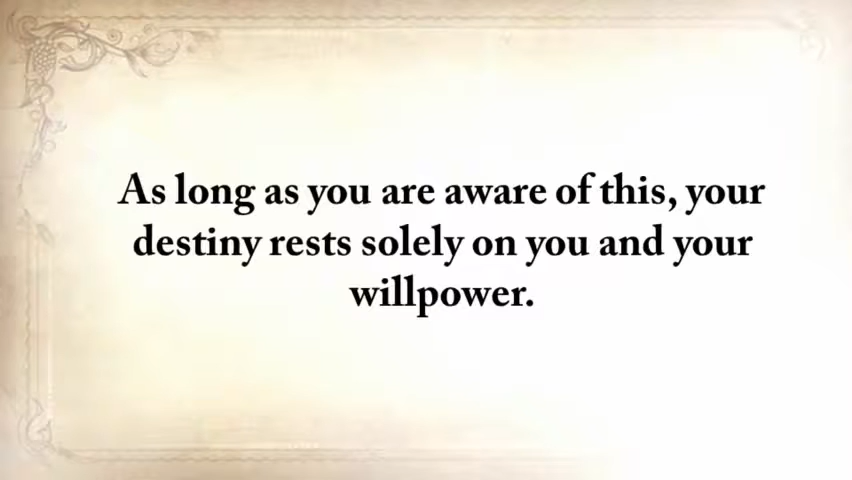 As long as you are aware of this, your
destiny rests solely on you and your
willpower.